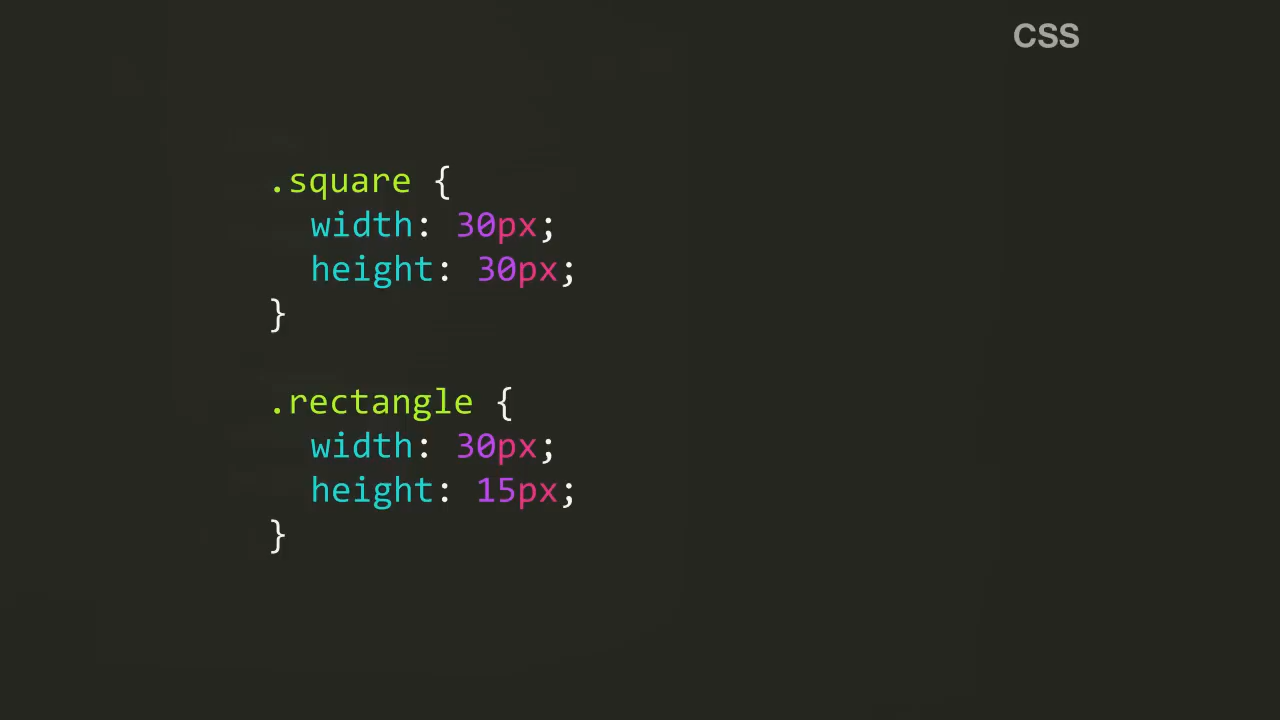 CSS
.square {
  width: 30px;
  height: 30px;
}

.rectangle {
  width: 30px;
  height: 15px;
}